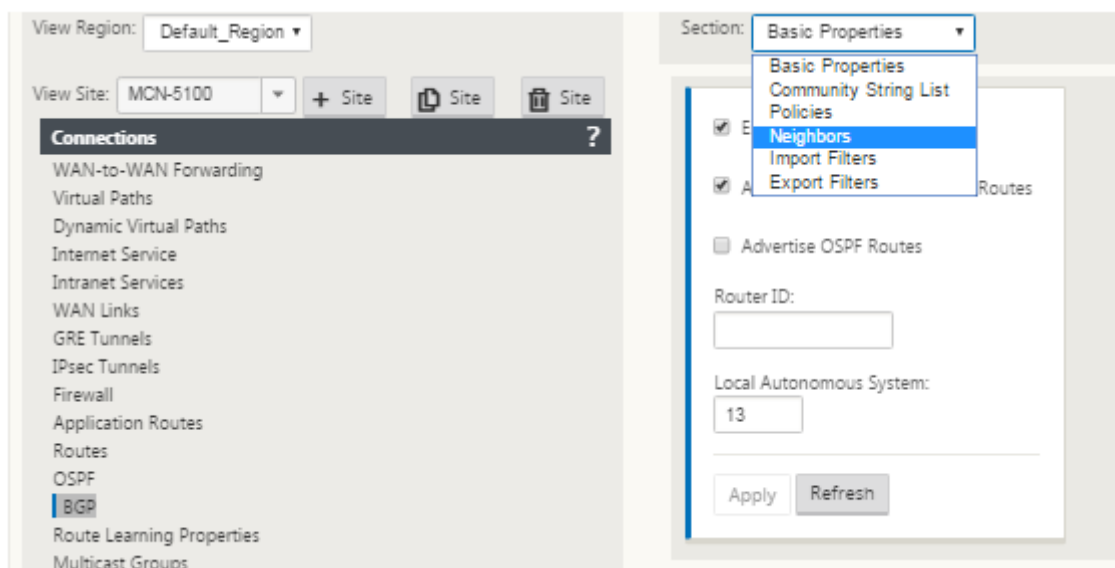 View Region: Default_Region
View Site: MCN-5100 + Site Site Site
Connections ?
WAN-to-WAN Forwarding
Virtual Paths
Dynamic Virtual Paths
Internet Service
Intranet Services
WAN Links
GRE Tunnels
IPsec Tunnels
Firewall
Application Routes
Routes
OSPF
BGP
Route Learning Properties
Multicast Groups
Section: Basic Properties
Basic Properties
Community String List
Policies
Neighbors
Import Filters
Export Filters
E
A Routes
Advertise OSPF Routes
Router ID:
Local Autonomous System:
13
Apply Refresh